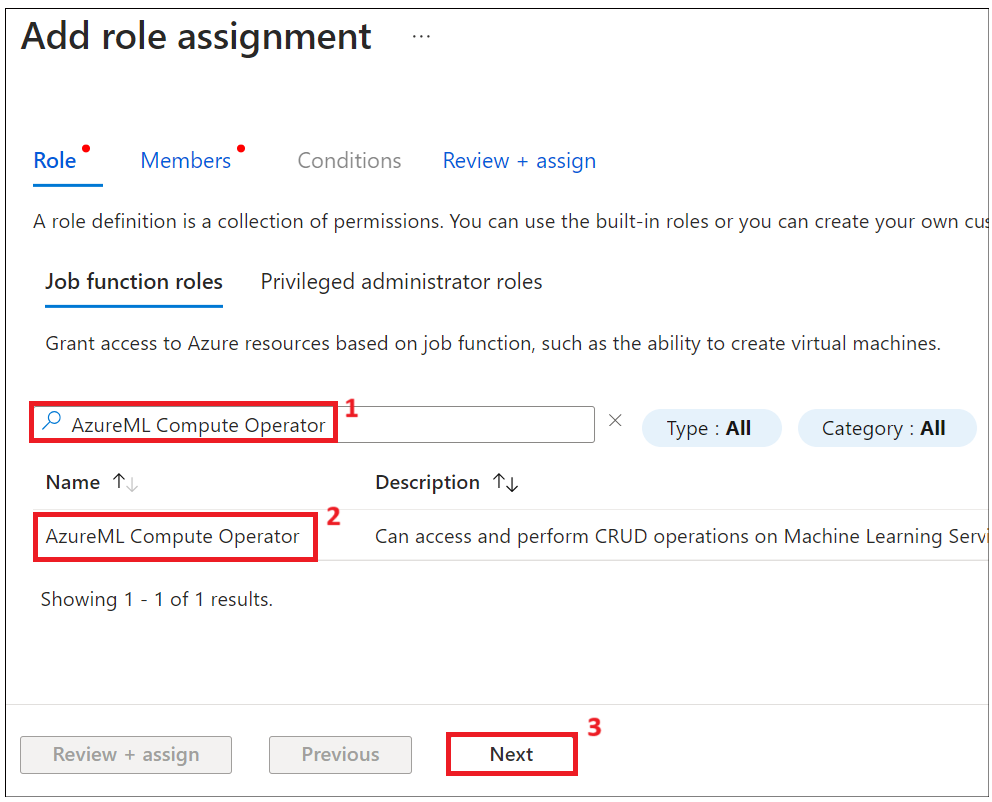 Add role assignment ...
Role Members Conditions Review + assign
A role definition is a collection of permissions. You can use the built-in roles or you can create your own cus
Job function roles Privileged administrator roles
Grant access to Azure resources based on job function, such as the ability to create virtual machines.
AzureML Compute Operator 1 Type : All Category : All
Name Description
AzureML Compute Operator 2 Can access and perform CRUD operations on Machine Learning Servi
Showing 1 - 1 of 1 results.
Review + assign Previous Next 3